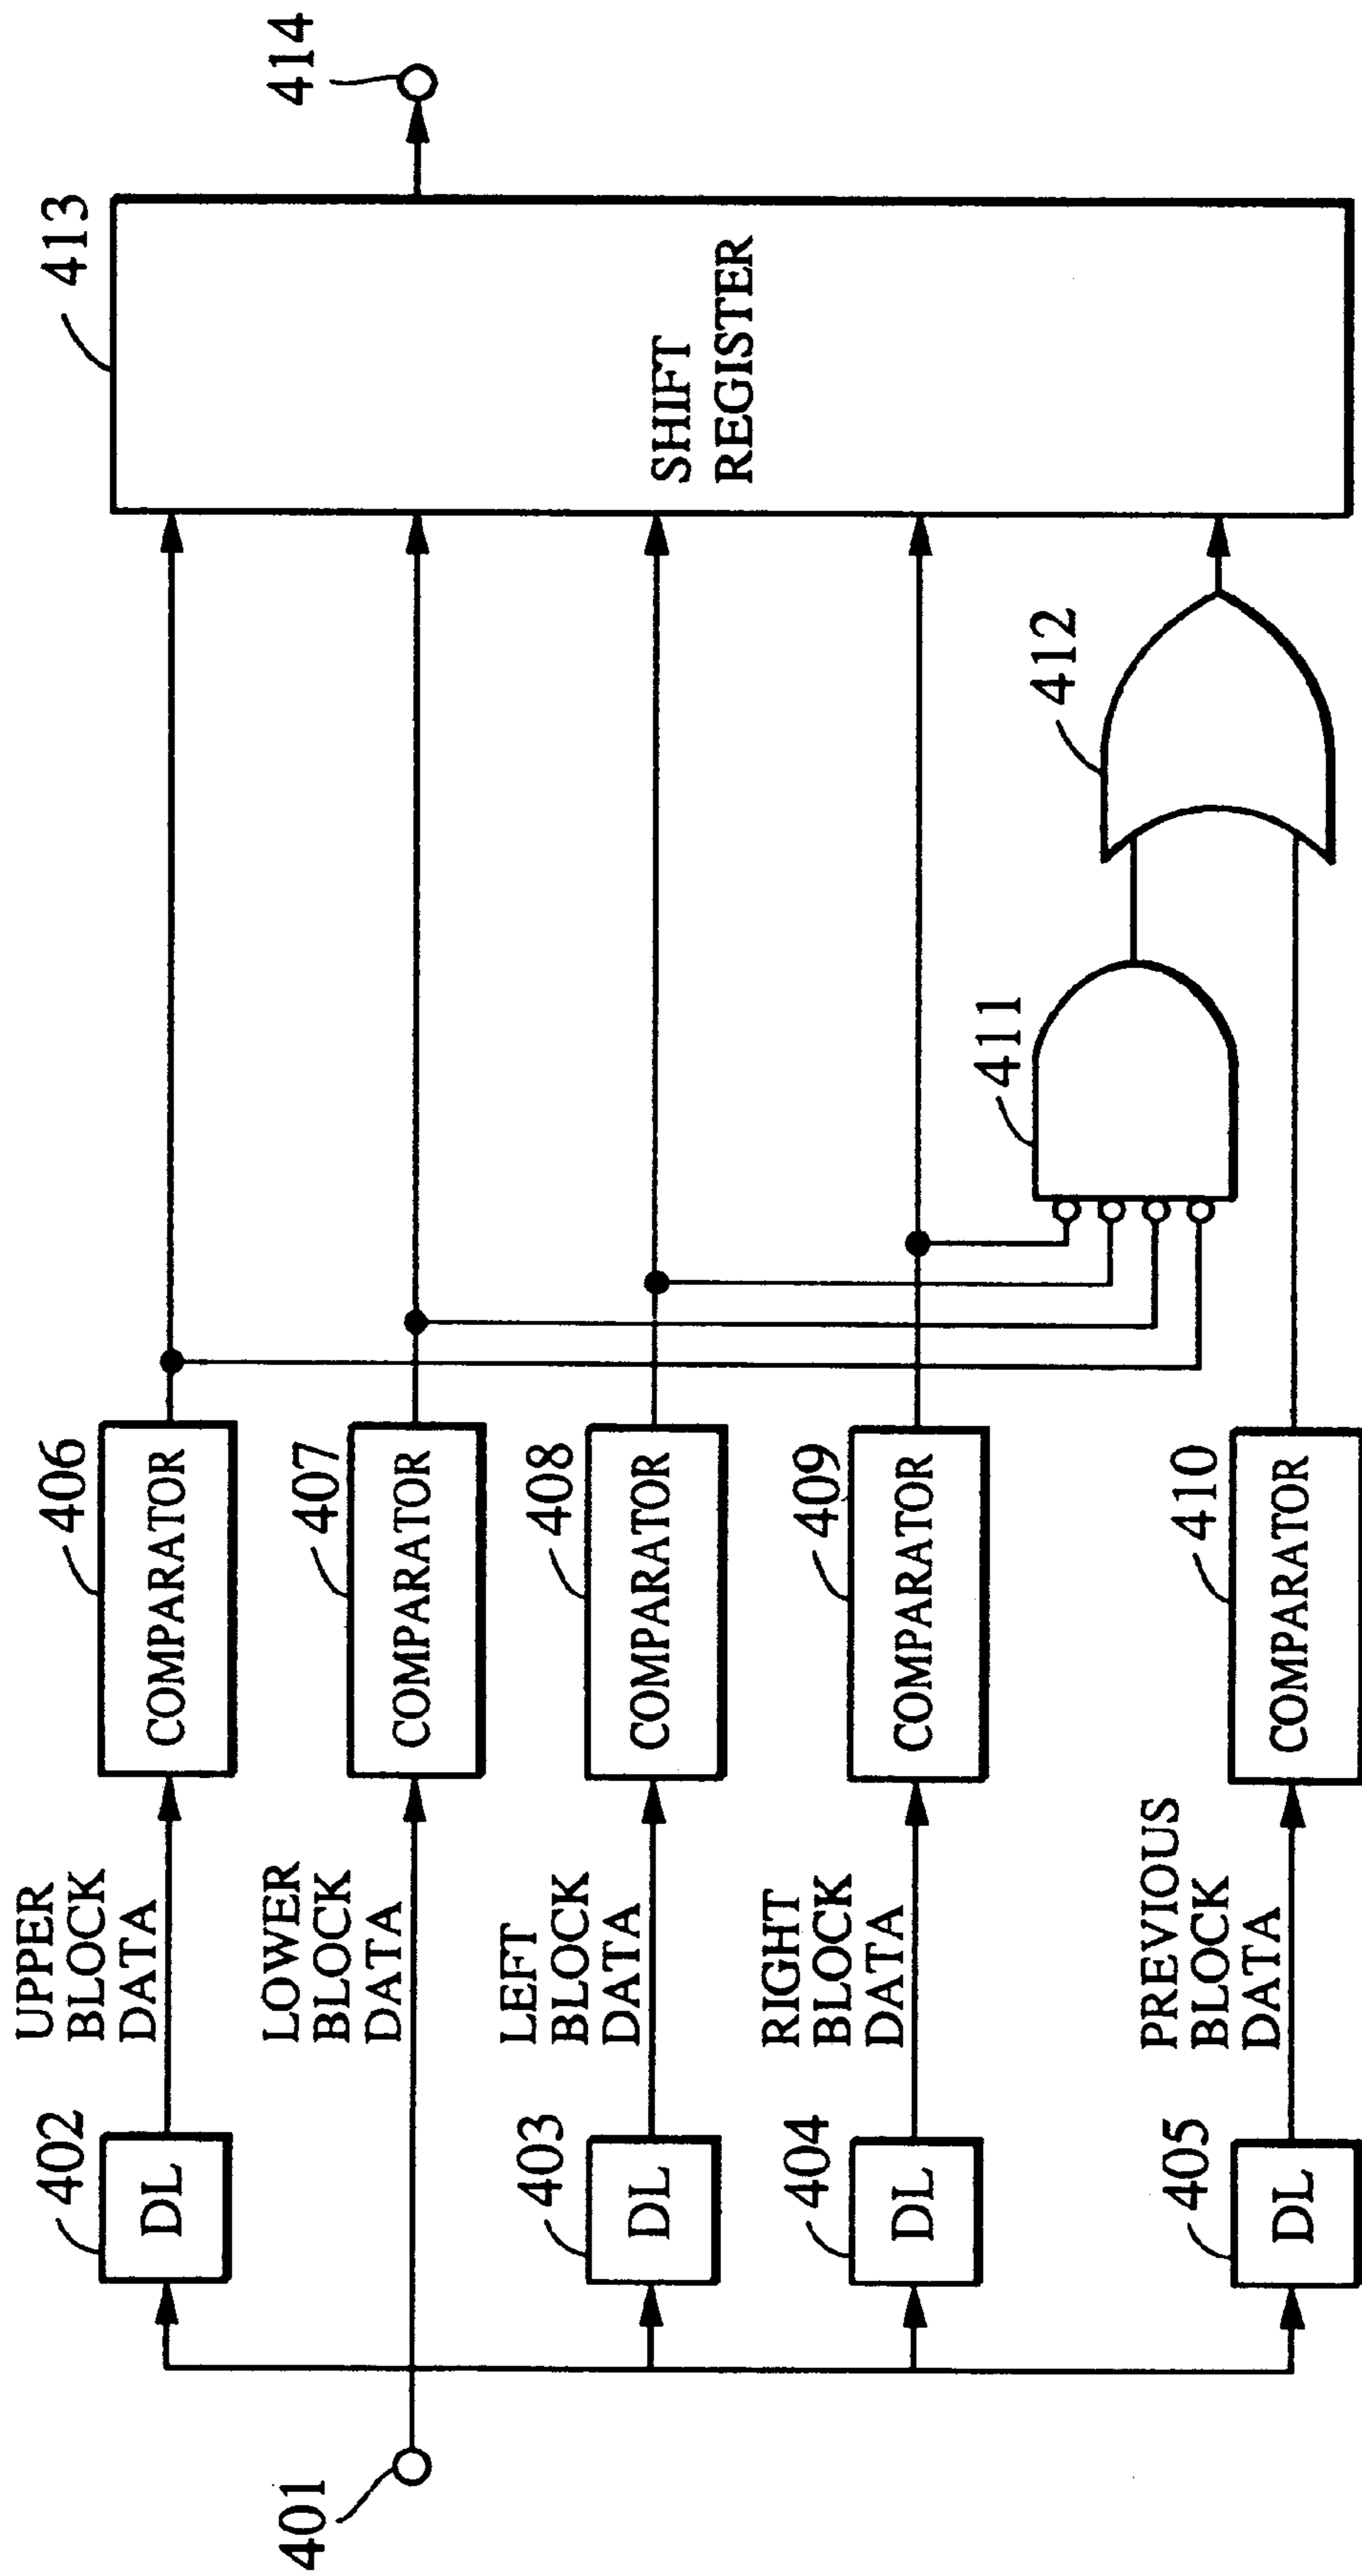 401
402
DL
UPPER
BLOCK
DATA
406
COMPARATOR
LOWER
BLOCK
DATA
407
COMPARATOR
403
DL
LEFT
BLOCK
DATA
408
COMPARATOR
404
DL
RIGHT
BLOCK
DATA
409
COMPARATOR
405
DL
PREVIOUS
BLOCK
DATA
410
COMPARATOR
411
412
413
SHIFT
REGISTER
414